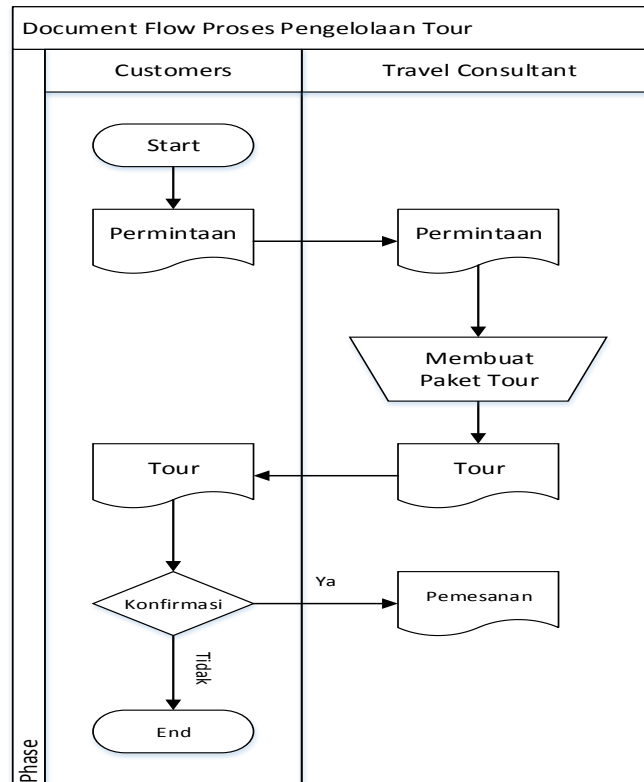 Document Flow Proses Pengelolaan Tour
Customers
Travel Consultant
Start
Permintaan
Permintaan
Membuat
Paket Tour
Tour
Tour
Konfirmasi
Ya
Pemesanan
Tidak
End
Phase